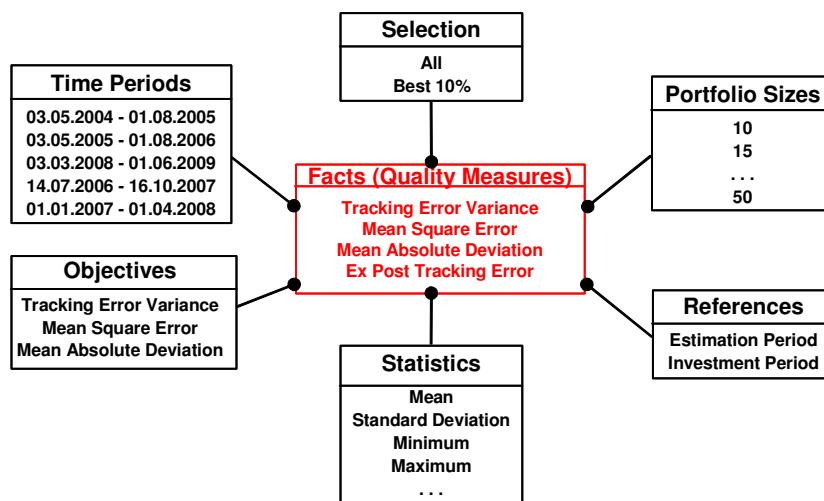 Selection
All
Best 10%
Time Periods
03.05.2004 - 01.08.2005
03.05.2005 - 01.08.2006
03.03.2008 - 01.06.2009
14.07.2006 - 16.10.2007
01.01.2007 - 01.04.2008
Portfolio Sizes
10
15
. . .
50
Facts (Quality Measures)
Tracking Error Variance
Mean Square Error
Mean Absolute Deviation
Ex Post Tracking Error
Objectives
Tracking Error Variance
Mean Square Error
Mean Absolute Deviation
Statistics
Mean
Standard Deviation
Minimum
Maximum
. . .
References
Estimation Period
Investment Period